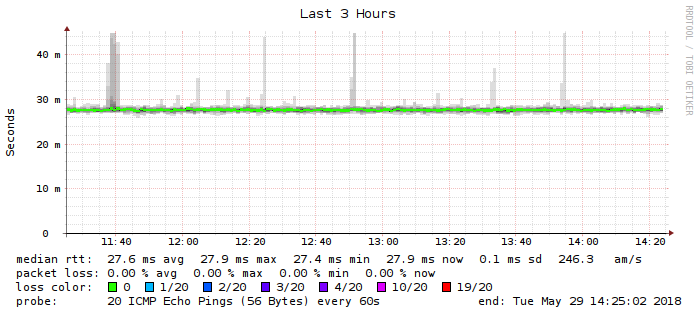 Last 3 Hours
RRDTOOL / TOBI OETIKER
Seconds
40 m
30 m
20 m
10 m
0
11:40 12:00 12:20 12:40 13:00 13:20 13:40 14:00 14:20
median rtt: 27.6 ms avg 27.9 ms max 27.4 ms min 27.9 ms now 0.1 ms sd 246.3 am/s
packet loss: 0.00 % avg 0.00 % max 0.00 % min 0.00 % now
loss color: 0 1/20 2/20 3/20 4/20 10/20 19/20
probe: 20 ICMP Echo Pings (56 Bytes) every 60s end: Tue May 29 14:25:02 2018